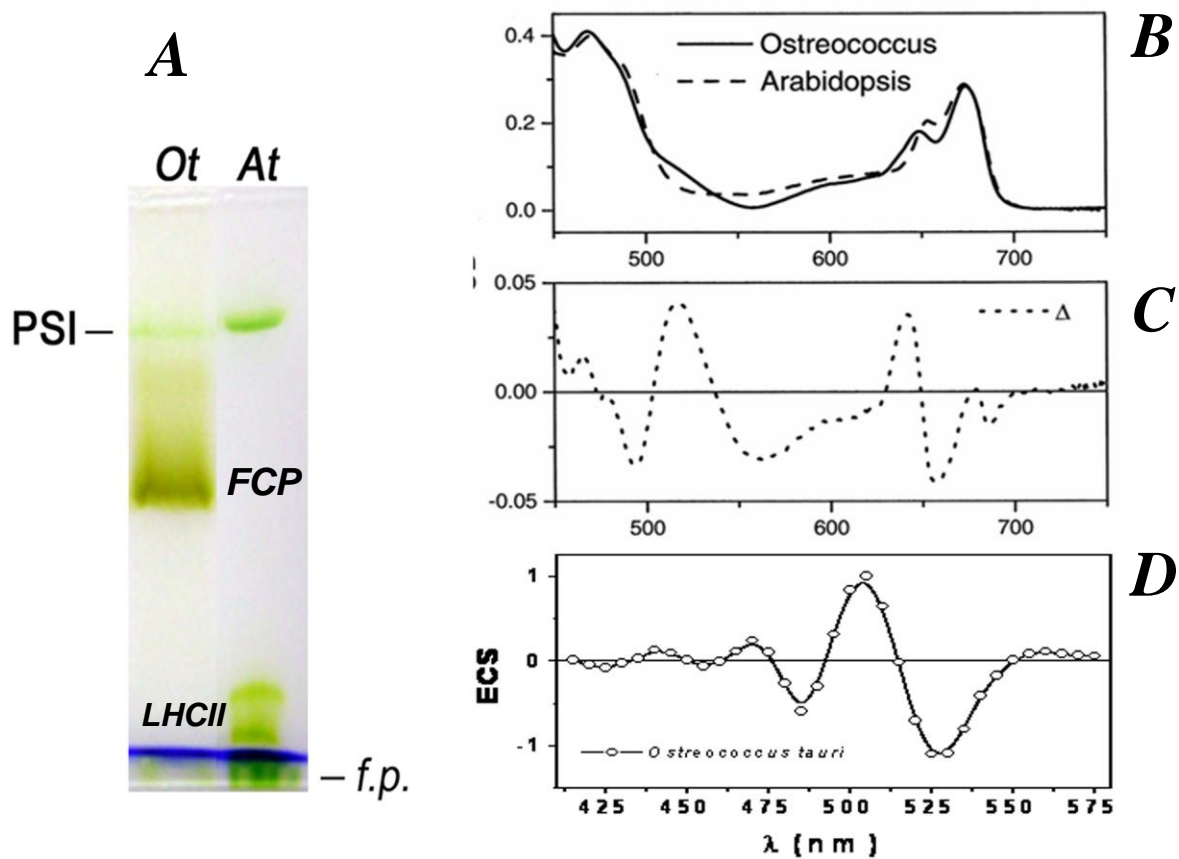 A
Ot At
PSI –
FCP
LHCII
– f.p.
B
0.4
0.2
0.0
Ostreococcus
Arabidopsis
500 600 700
C
0.05
0.00
-0.05
Δ
500 600 700
D
ECS
1
0
-1
Ostreococcus tauri
425 450 475 500 525 550 575
λ [nm]